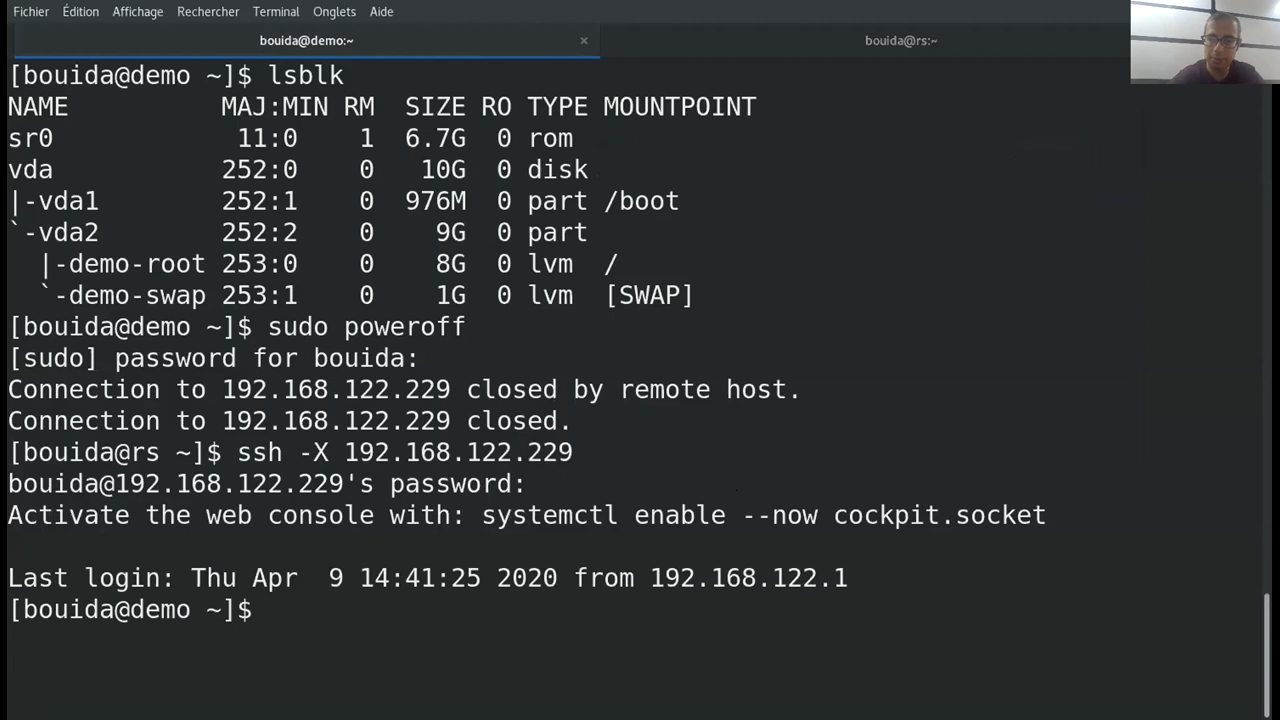 Fichier Édition Affichage Rechercher Terminal Onglets Aide
bouida@demo:~ × bouida@rs:~
[bouida@demo ~]$ lsblk
NAME MAJ:MIN RM SIZE RO TYPE MOUNTPOINT
sr0 11:0 1 6.7G 0 rom
vda 252:0 0 10G 0 disk
|-vda1 252:1 0 976M 0 part /boot
`-vda2 252:2 0 9G 0 part
|-demo-root 253:0 0 8G 0 lvm /
`-demo-swap 253:1 0 1G 0 lvm [SWAP]
[bouida@demo ~]$ sudo poweroff
[sudo] password for bouida:
Connection to 192.168.122.229 closed by remote host.
Connection to 192.168.122.229 closed.
[bouida@rs ~]$ ssh -X 192.168.122.229
bouida@192.168.122.229's password:
Activate the web console with: systemctl enable --now cockpit.socket
Last login: Thu Apr  9 14:41:25 2020 from 192.168.122.1
[bouida@demo ~]$